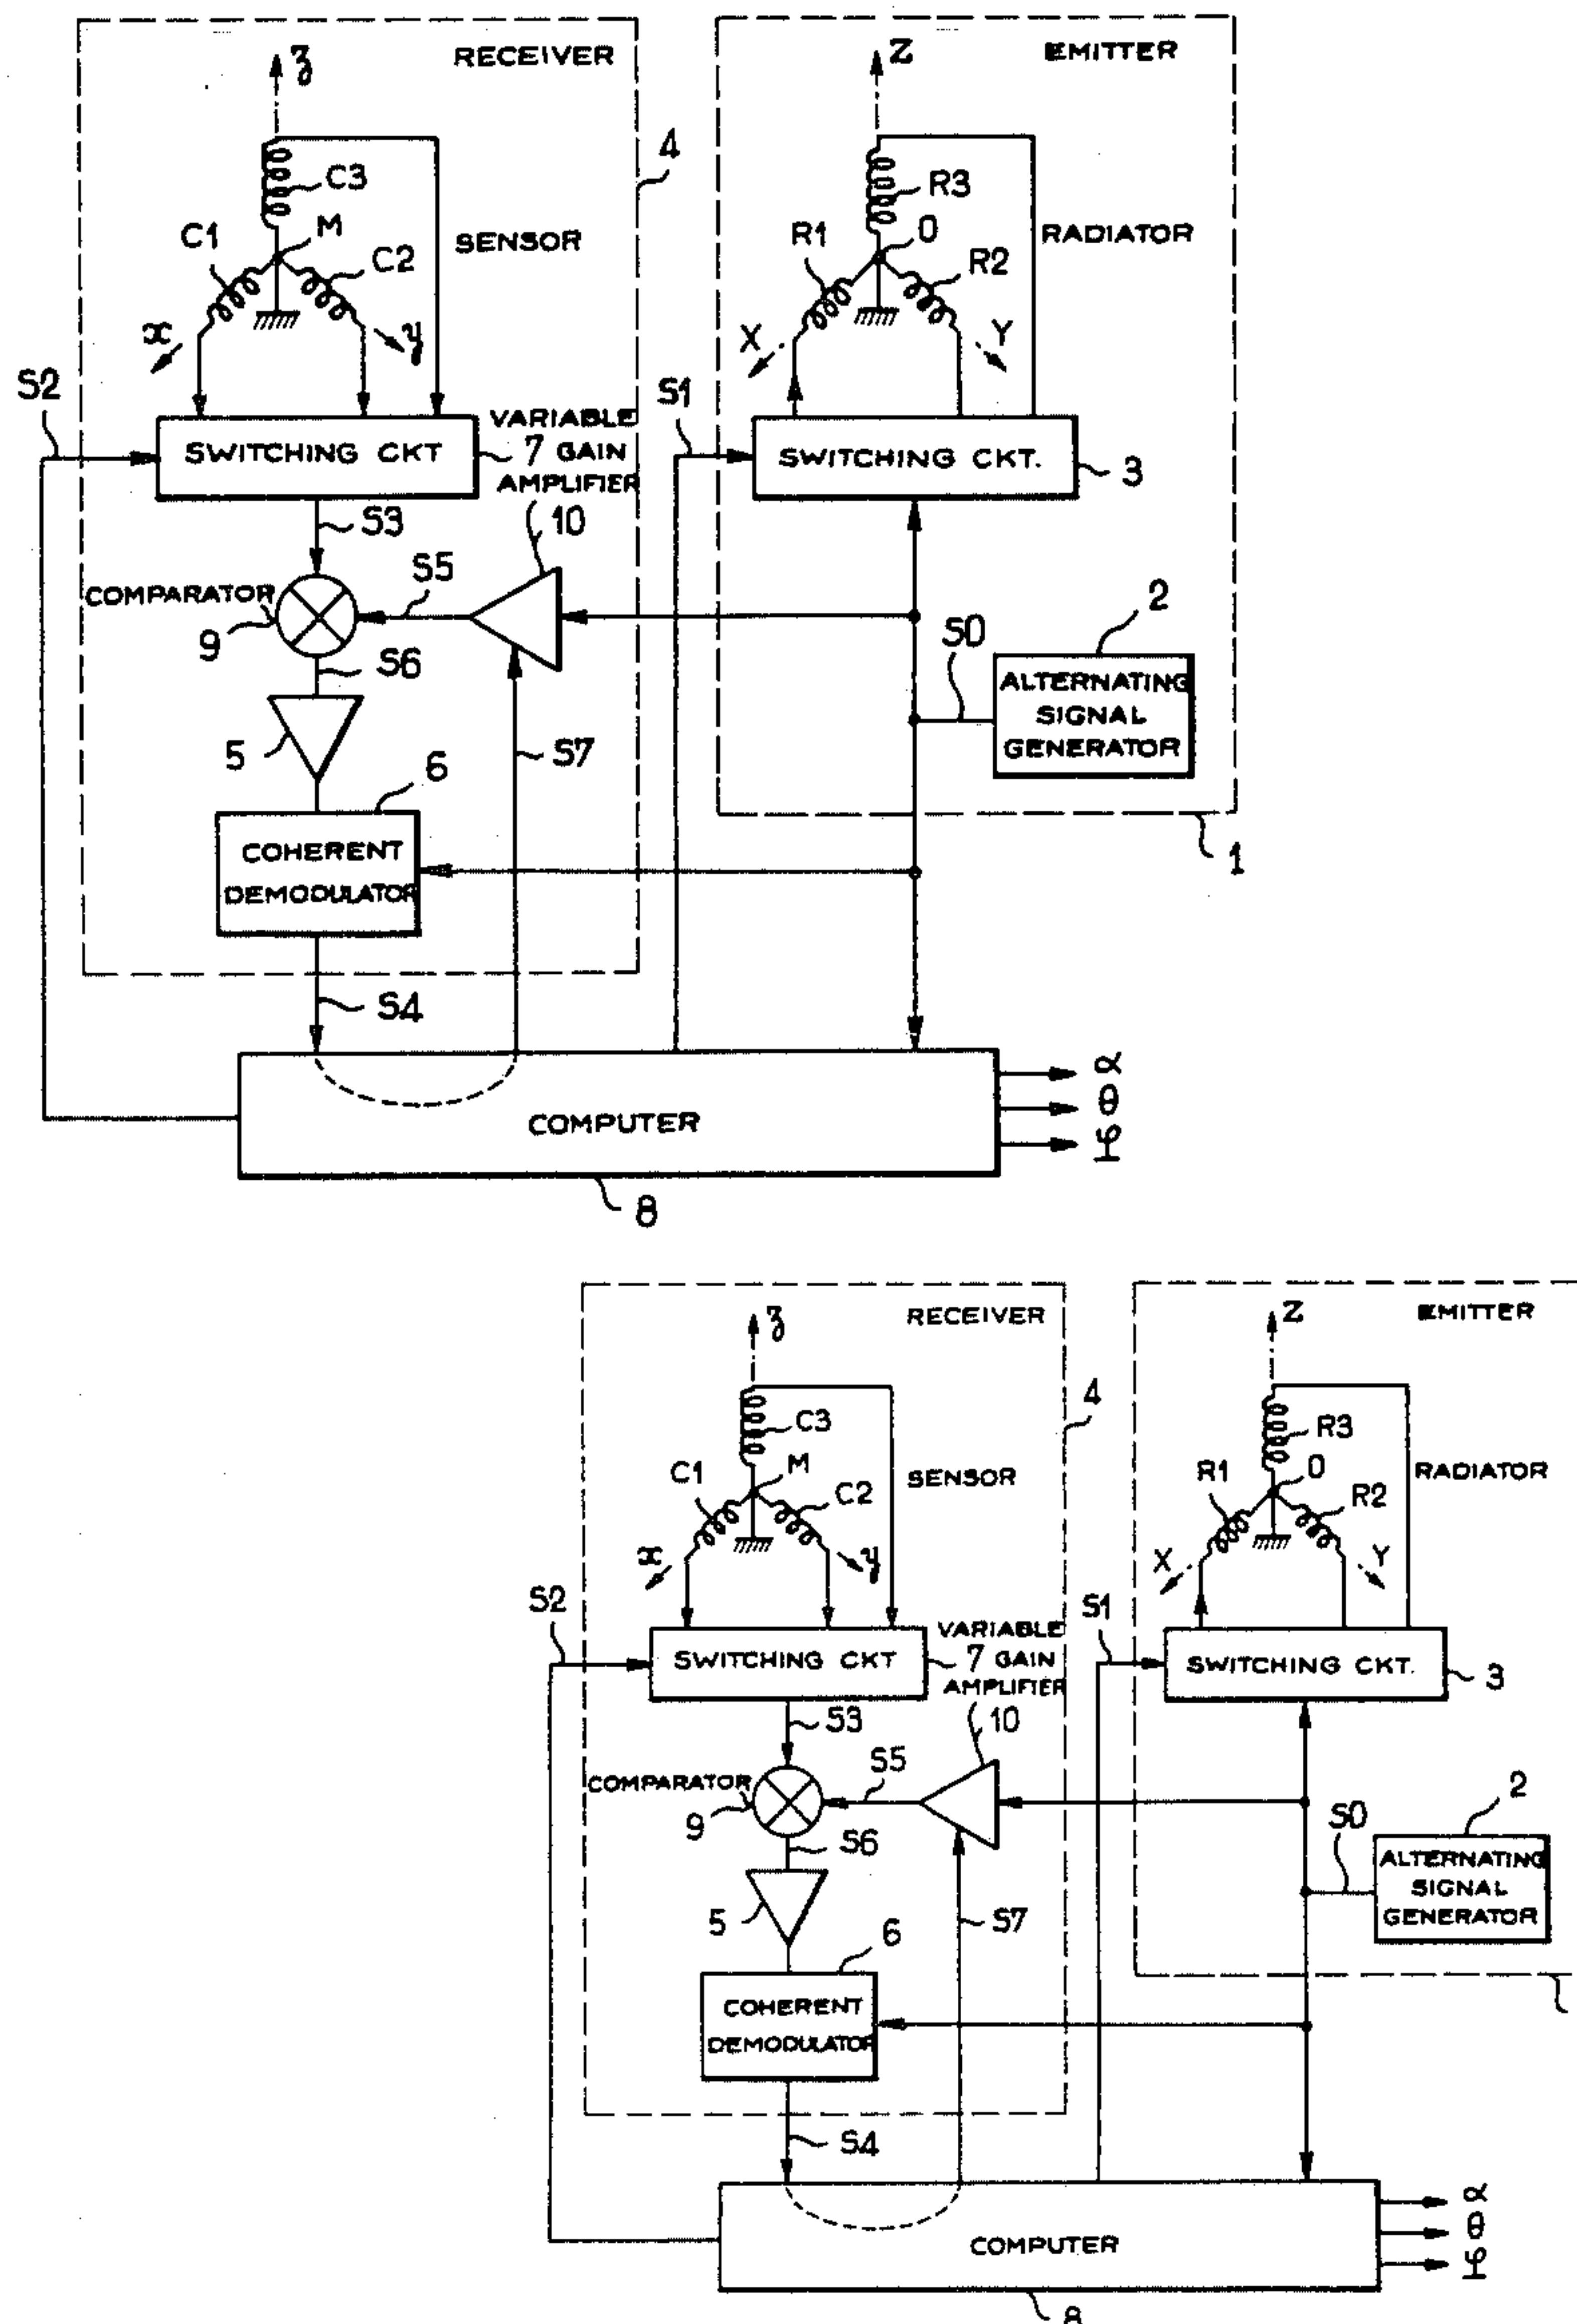 RECEIVER
EMITTER
z
Z
4
C3
R3
M
O
SENSOR
RADIATOR
C1
C2
R1
R2
x
y
X
Y
S2
S1
SWITCHING CKT
VARIABLE
7 GAIN
AMPLIFIER
SWITCHING CKT.
3
S3
10
COMPARATOR
S5
9
S6
2
S0
ALTERNATING
SIGNAL
GENERATOR
5
S7
6
COHERENT
DEMODULATOR
1
S4
COMPUTER
α
θ
Ψ
8
RECEIVER
EMITTER
z
Z
4
C3
R3
M
O
SENSOR
RADIATOR
C1
C2
R1
R2
x
y
X
Y
S2
S1
SWITCHING CKT
VARIABLE
7 GAIN
AMPLIFIER
SWITCHING CKT.
3
S3
10
COMPARATOR
S5
9
S6
2
S0
ALTERNATING
SIGNAL
GENERATOR
5
S7
6
COHERENT
DEMODULATOR
S4
COMPUTER
α
θ
Ψ
8